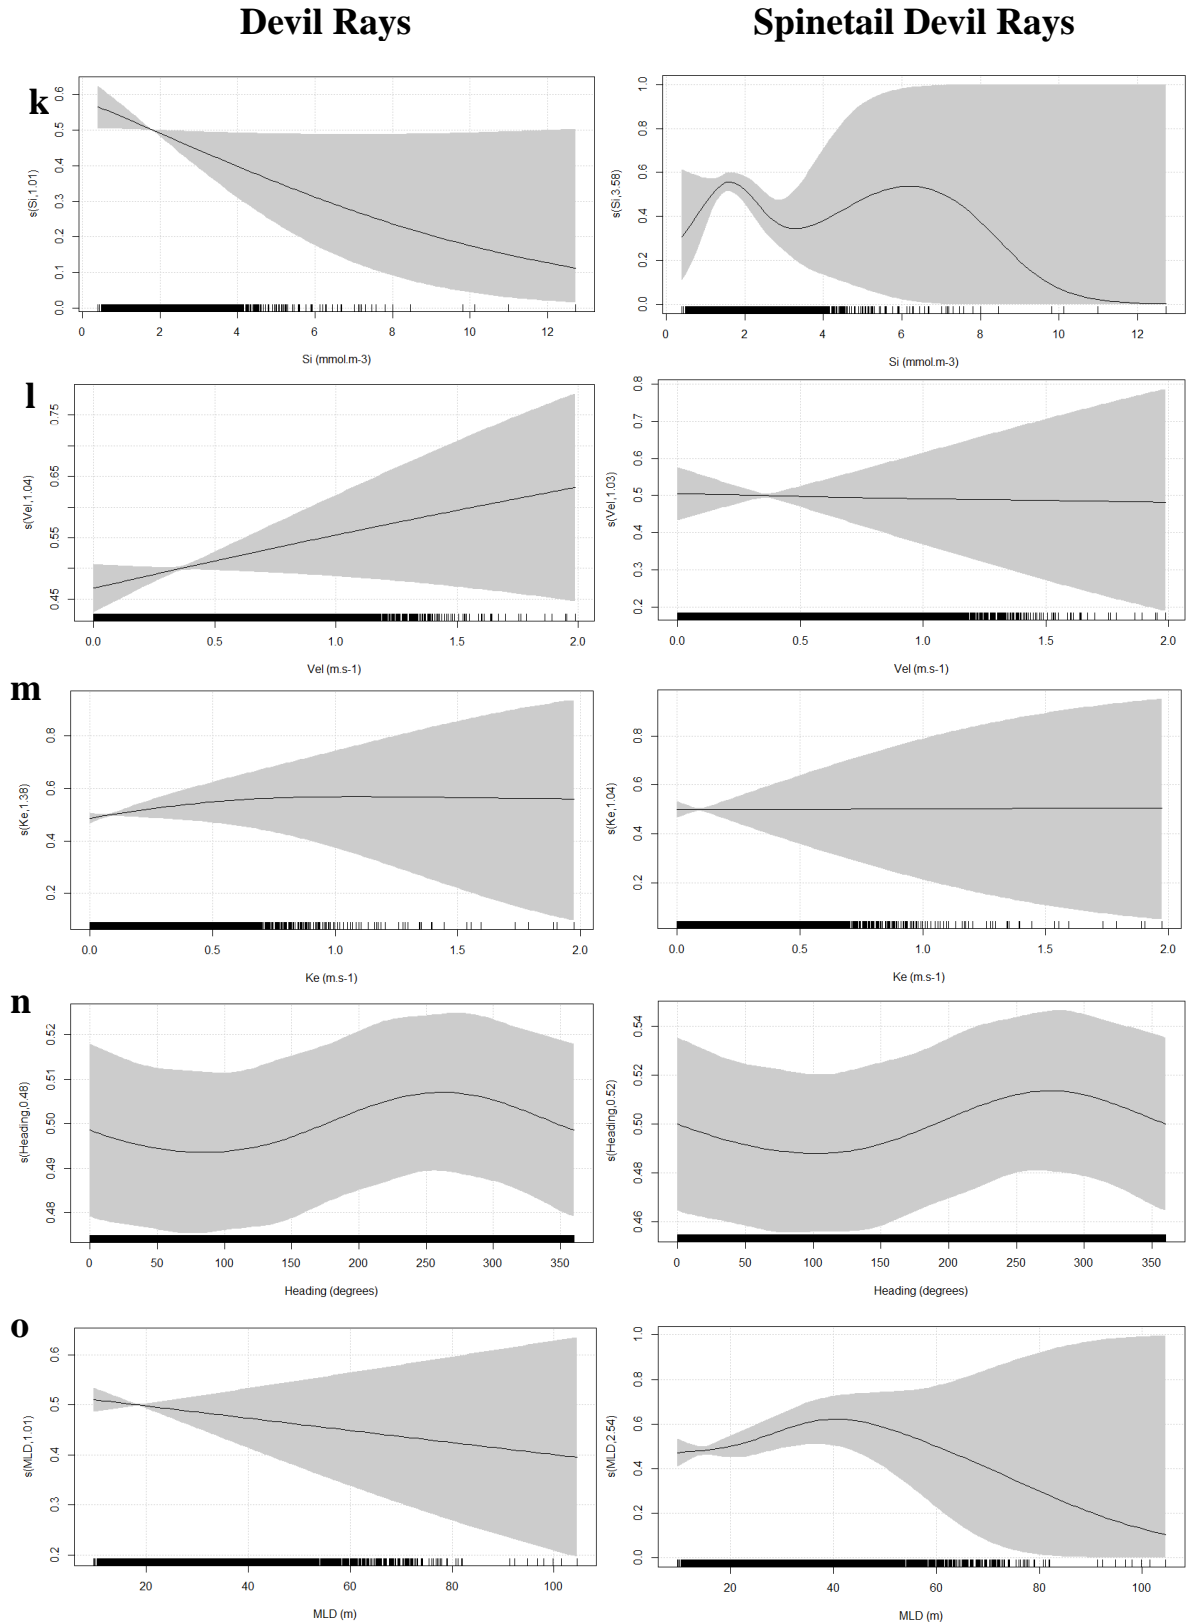 Devil Rays
Spinetail Devil Rays
k
s(Si,1.01)
0.0 0.1 0.2 0.3 0.4 0.5 0.6
0 2 4 6 8 10 12
Si (mmol.m-3)
s(Si,3.58)
0.0 0.2 0.4 0.6 0.8 1.0
0 2 4 6 8 10 12
Si (mmol.m-3)
l
s(Vel,1.04)
0.45 0.55 0.65 0.75
0.0 0.5 1.0 1.5 2.0
Vel (m.s-1)
s(Vel,1.03)
0.2 0.3 0.4 0.5 0.6 0.7 0.8
0.0 0.5 1.0 1.5 2.0
Vel (m.s-1)
m
s(Ke,1.38)
0.2 0.4 0.6 0.8
0.0 0.5 1.0 1.5 2.0
Ke (m.s-1)
s(Ke,1.04)
0.2 0.4 0.6 0.8
0.0 0.5 1.0 1.5 2.0
Ke (m.s-1)
n
s(Heading,0.48)
0.48 0.49 0.50 0.51 0.52
0 50 100 150 200 250 300 350
Heading (degrees)
s(Heading,0.52)
0.46 0.48 0.50 0.52 0.54
0 50 100 150 200 250 300 350
Heading (degrees)
o
s(MLD,1.01)
0.2 0.3 0.4 0.5 0.6
20 40 60 80 100
MLD (m)
s(MLD,2.54)
0.0 0.2 0.4 0.6 0.8 1.0
20 40 60 80 100
MLD (m)